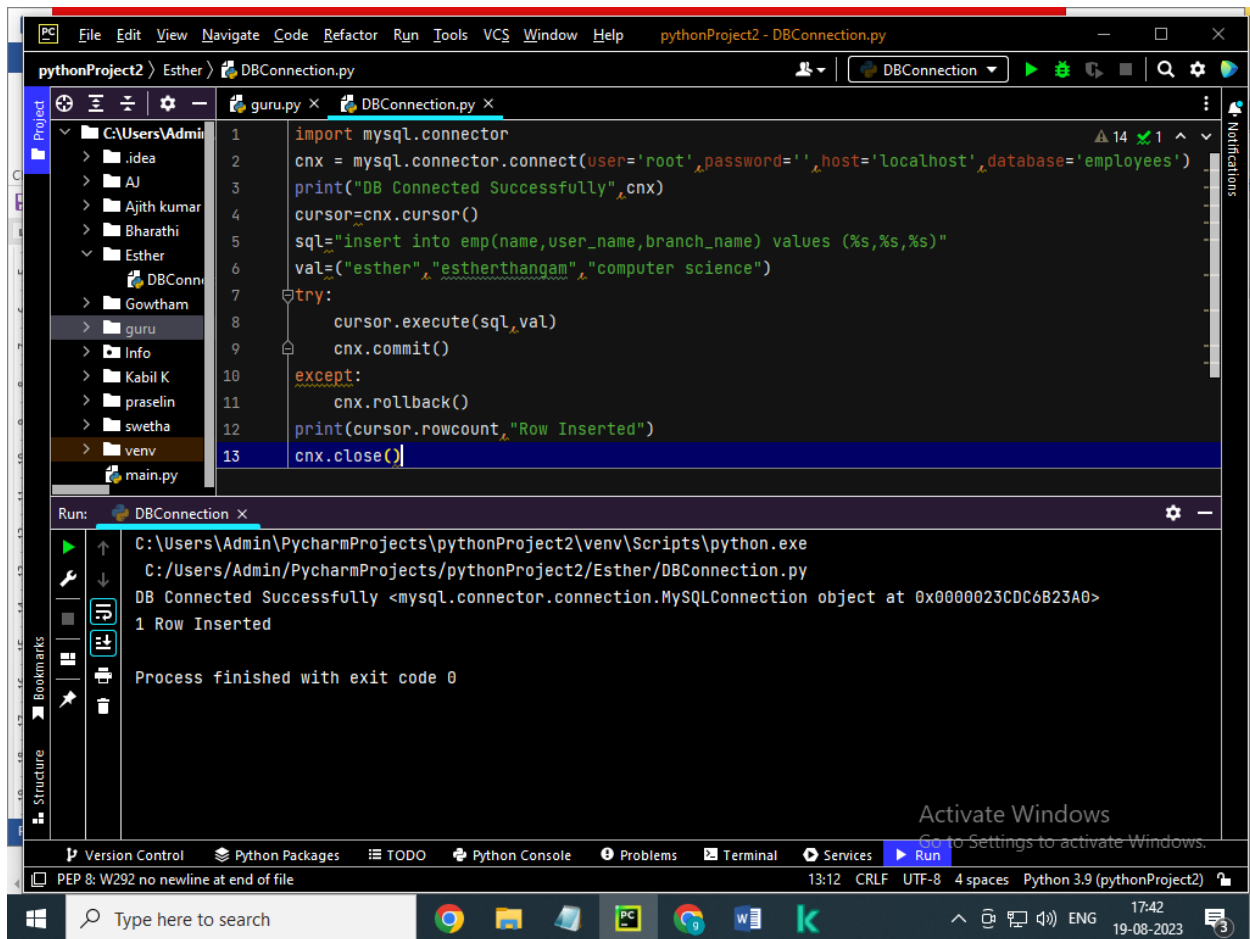 PC File Edit View Navigate Code Refactor Run Tools VCS Window Help pythonProject2 - DBConnection.py
pythonProject2 〉 Esther 〉 DBConnection.py DBConnection
Project
guru.py × DBConnection.py ×
C:\Users\Admi
.idea
AJ
Ajith kumar
Bharathi
Esther
DBConne
Gowtham
guru
Info
Kabil K
praselin
swetha
venv
main.py
14 1
1 import mysql.connector
2 cnx = mysql.connector.connect(user='root',password='',host='localhost',database='employees')
3 print("DB Connected Successfully",cnx)
4 cursor=cnx.cursor()
5 sql="insert into emp(name,user_name,branch_name) values (%s,%s,%s)"
6 val=("esther","estherthangam","computer science")
7 try:
8 cursor.execute(sql,val)
9 cnx.commit()
10 except:
11 cnx.rollback()
12 print(cursor.rowcount,"Row Inserted")
13 cnx.close()
Notifications
Run: DBConnection ×
C:\Users\Admin\PycharmProjects\pythonProject2\venv\Scripts\python.exe
C:/Users/Admin/PycharmProjects/pythonProject2/Esther/DBConnection.py
DB Connected Successfully <mysql.connector.connection.MySQLConnection object at 0x0000023CDC6B23A0>
1 Row Inserted
Process finished with exit code 0
Bookmarks
Structure
Activate Windows
Go to Settings to activate Windows.
Version Control Python Packages TODO Python Console Problems Terminal Services Run
PEP 8: W292 no newline at end of file 13:12 CRLF UTF-8 4 spaces Python 3.9 (pythonProject2)
Type here to search ENG 17:42
19-08-2023 3